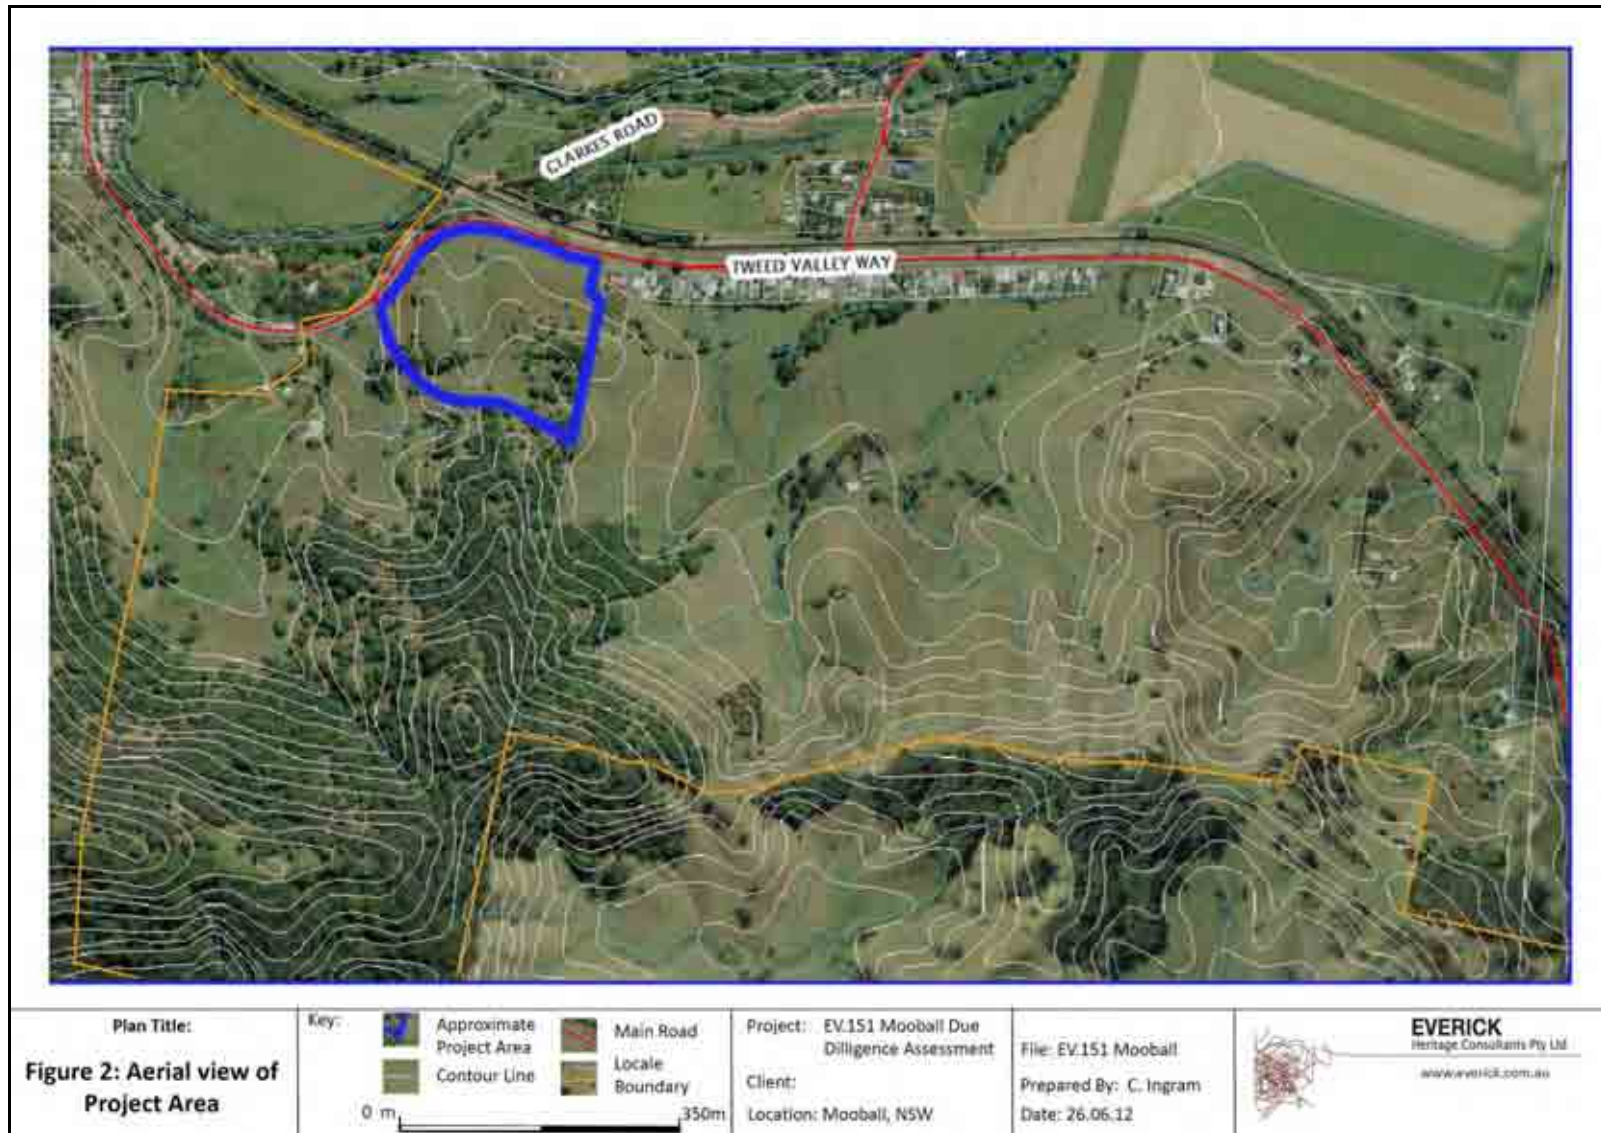 CLARKES ROAD
TWEED VALLEY WAY
Plan Title:
Figure 2: Aerial view of
Project Area
Key:
Approximate
Project Area
Contour Line
Main Road
Locale
Boundary
0 m
350m
Project: EV.151 Mooball Due
Dilligence Assessment
Client:
Location: Mooball, NSW
File: EV.151 Mooball
Prepared By: C. Ingram
Date: 26.06.12
EVERICK
Heritage Consultants Pty Ltd
www.everick.com.au